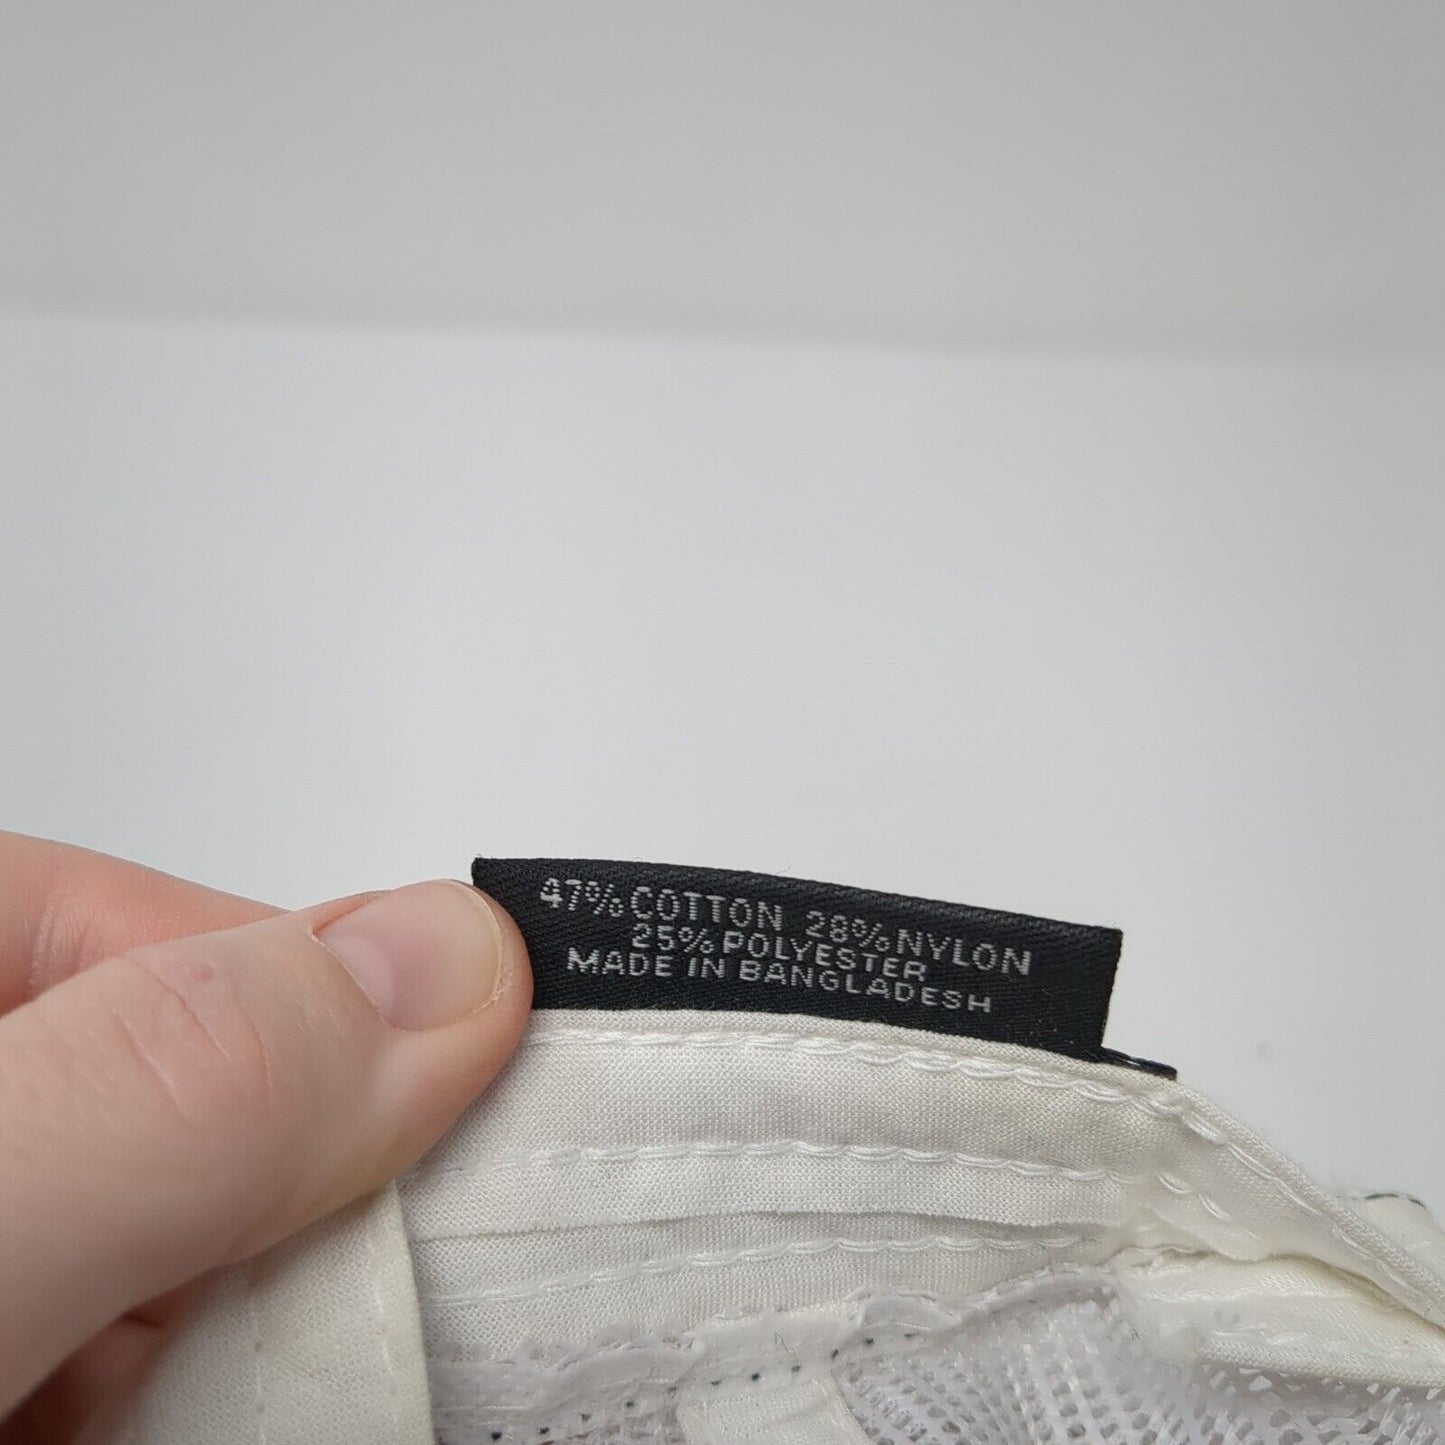 47% COTTON 28% NYLON
25% POLYESTER
MADE IN BANGLADESH